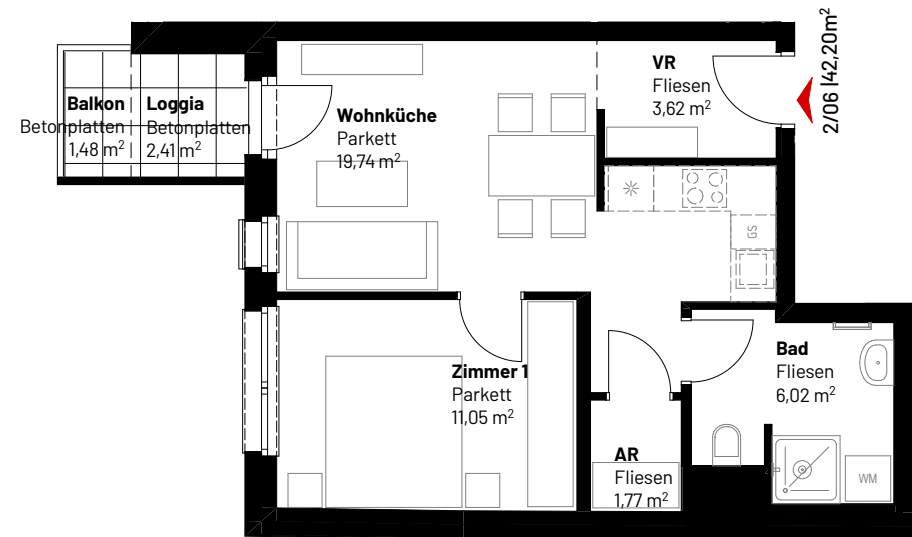 Balkon
Betonplatten
1,48 m²
Loggia
Betonplatten
2,41 m²
Wohnküche
Parkett
19,74 m²
VR
Fliesen
3,62 m²
2/06 |42,20m²
GS
Zimmer 1
Parkett
11,05 m²
Bad
Fliesen
6,02 m²
AR
Fliesen
1,77 m²
WM